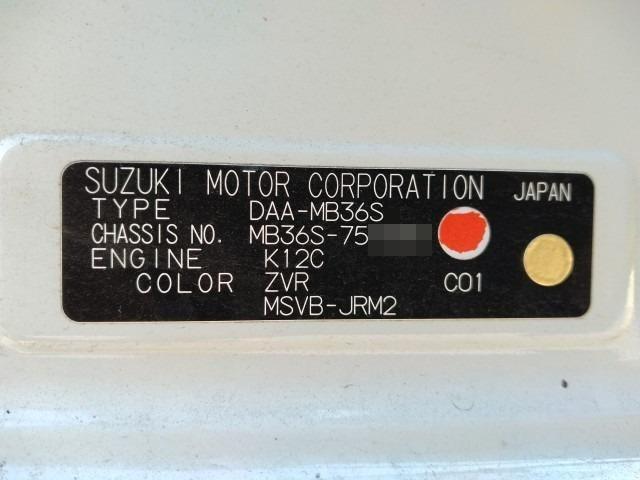 SUZUKI MOTOR CORPORATION JAPAN
TYPE DAA-MB36S
CHASSIS NO. MB36S-75
ENGINE K12C
COLOR ZVR C01
MSVB-JRM2